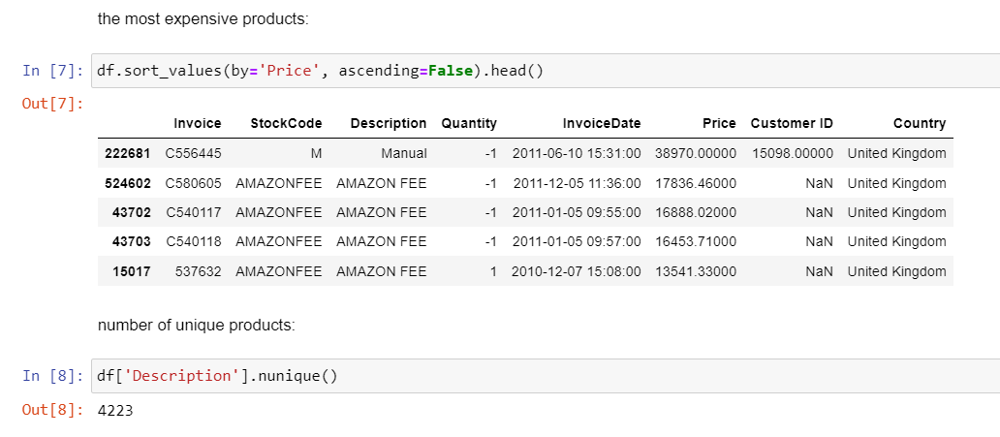 the most expensive products:
In [7]: df.sort_values(by='Price', ascending=False).head()
Out[7]:
Invoice StockCode Description Quantity InvoiceDate Price Customer ID Country
222681 C556445 M Manual -1 2011-06-10 15:31:00 38970.00000 15098.00000 United Kingdom
524602 C580605 AMAZONFEE AMAZON FEE -1 2011-12-05 11:36:00 17836.46000 NaN United Kingdom
43702 C540117 AMAZONFEE AMAZON FEE -1 2011-01-05 09:55:00 16888.02000 NaN United Kingdom
43703 C540118 AMAZONFEE AMAZON FEE -1 2011-01-05 09:57:00 16453.71000 NaN United Kingdom
15017 537632 AMAZONFEE AMAZON FEE 1 2010-12-07 15:08:00 13541.33000 NaN United Kingdom
number of unique products:
In [8]: df['Description'].nunique()
Out[8]: 4223